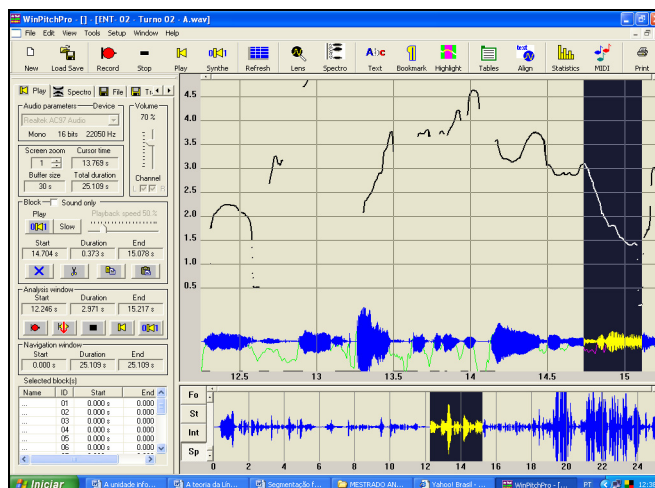 WinPitchPro - [] - [ENT- 02 - Turno 02 - A.wav]
File Edit View Tools Setup Window Help
New Load Save Record Stop Play Synthe Refresh Lens Spectro Text Bookmark Highlight Tables Align Statistics MIDI Print
Play Spectro File
Audio parameters Device Volume
Realtek AC97 Audio 70 %
Mono 16 bits 22050 Hz
Screen zoom Cursor time
1 13.769 s
Buffer size Total duration Channel
30 s 25.109 s L R
Block Sound only
Play Playback speed 50 %
Slow
Start Duration End
14.704 s 0.373 s 15.078 s
Analysis window
Start Duration End
12.246 s 2.971 s 15.217 s
Navigation window
Start Duration End
0.000 s 25.109 s 25.109 s
Selected block(s)
Name ID Start End
... 01 0.000 s 0.000
... 02 0.000 s 0.000
... 03 0.000 s 0.000
... 04 0.000 s 0.000
... 05 0.000 s 0.000
... 06 0.000 s 0.000
4.5
4.0
3.5
3.0
2.5
2.0
1.5
1.0
0.5
12.5 13 13.5 14 14.5 15
Fo
St
Int
Sp
0 2 4 6 8 10 12 14 16 18 20 22 24
Iniciar A unidade info... A teoria da Lín... Segmentação f... MESTRADO AN... Yahoo! Brasil - ... WinPitchPro - [... PT 12:38